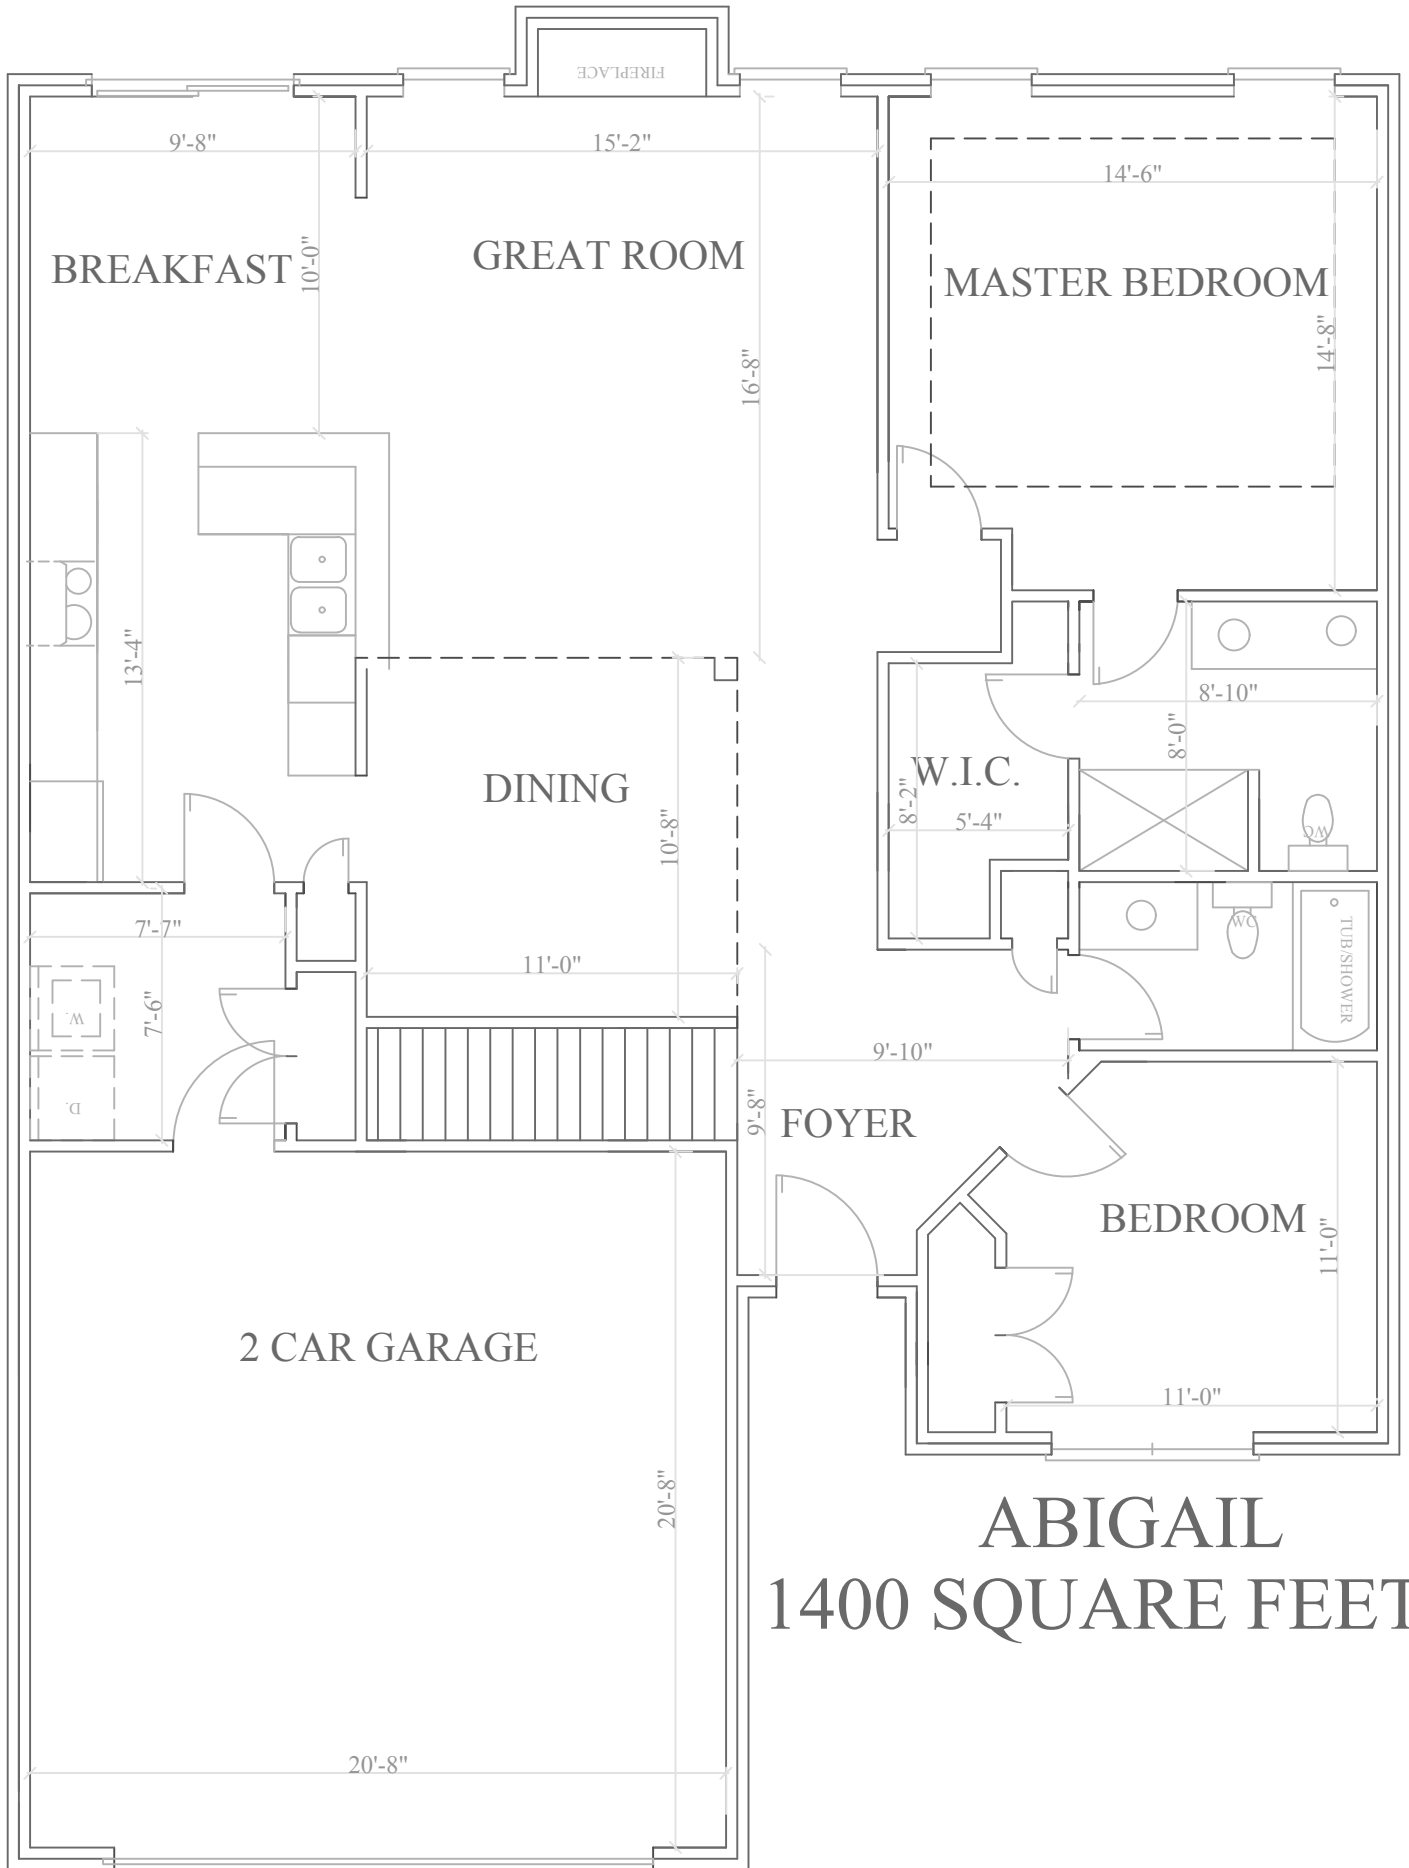 FIREPLACE
9'-8"
15'-2"
14'-6"
BREAKFAST
10'-0"
GREAT ROOM
MASTER BEDROOM
16'-8"
14'-8"
13'-4"
8'-10"
8'-0"
DINING
W.I.C.
8'-2"
5'-4"
10'-8"
WC
7'-7"
11'-0"
WC
TUB/SHOWER
W.
7'-6"
9'-10"
D.
9'-8"
FOYER
BEDROOM
11'-0"
2 CAR GARAGE
11'-0"
20'-8"
ABIGAIL
1400 SQUARE FEET
20'-8"